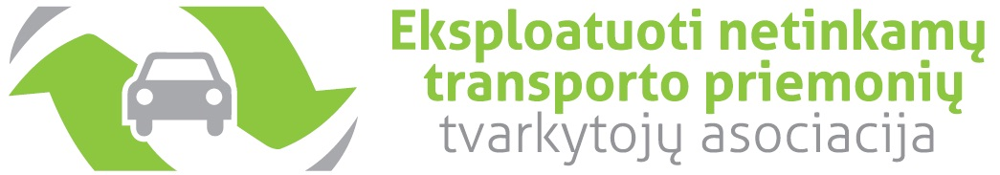 Eksploatuoti netinkamų
transporto priemonių
tvarkytojų asociacija